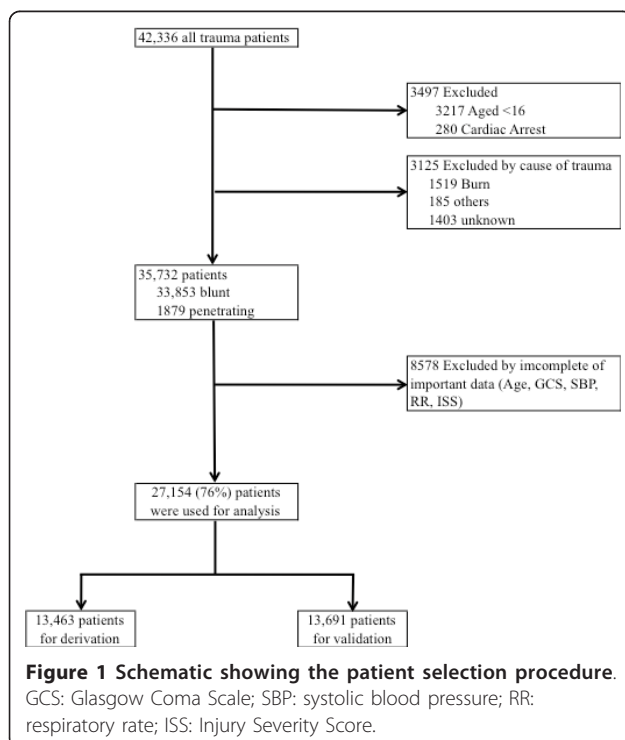 42,336 all trauma patients
3497 Excluded
3217 Aged <16
280 Cardiac Arrest
3125 Excluded by cause of trauma
1519 Burn
185 others
1403 unknown
35,732 patients
33,853 blunt
1879 penetrating
8578 Excluded by imcomplete of
important data (Age, GCS, SBP,
RR, ISS)
27,154 (76%) patients
were used for analysis
13,463 patients
for derivation
13,691 patients
for validation
Figure 1 Schematic showing the patient selection procedure.
GCS: Glasgow Coma Scale; SBP: systolic blood pressure; RR:
respiratory rate; ISS: Injury Severity Score.